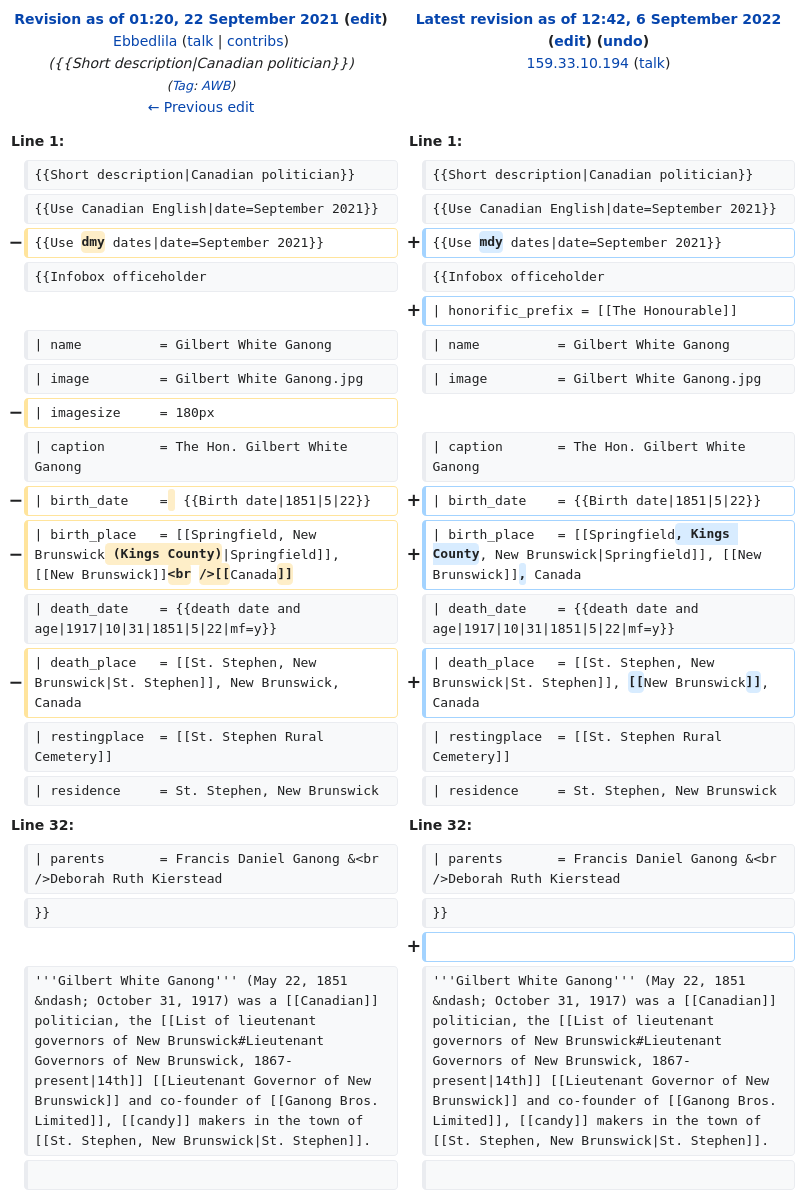 Revision as of 01:20, 22 September 2021 (edit)
Ebbedlila (talk | contribs)
({{Short description|Canadian politician}})
(Tag: AWB)
← Previous edit
Latest revision as of 12:42, 6 September 2022
(edit) (undo)
159.33.10.194 (talk)
Line 1:
Line 1:
{{Short description|Canadian politician}}
{{Short description|Canadian politician}}
{{Use Canadian English|date=September 2021}}
{{Use Canadian English|date=September 2021}}
− {{Use dmy dates|date=September 2021}}
+ {{Use mdy dates|date=September 2021}}
{{Infobox officeholder
{{Infobox officeholder
+ | honorific_prefix = [[The Honourable]]
| name          = Gilbert White Ganong
| name          = Gilbert White Ganong
| image         = Gilbert White Ganong.jpg
| image         = Gilbert White Ganong.jpg
− | imagesize     = 180px
| caption       = The Hon. Gilbert White
Ganong
| caption       = The Hon. Gilbert White
Ganong
− | birth_date    =  {{Birth date|1851|5|22}}
+ | birth_date    = {{Birth date|1851|5|22}}
− | birth_place   = [[Springfield, New
Brunswick (Kings County)|Springfield]],
[[New Brunswick]]<br />[[Canada]]
+ | birth_place   = [[Springfield, Kings
County, New Brunswick|Springfield]], [[New
Brunswick]], Canada
| death_date    = {{death date and
age|1917|10|31|1851|5|22|mf=y}}
| death_date    = {{death date and
age|1917|10|31|1851|5|22|mf=y}}
− | death_place   = [[St. Stephen, New
Brunswick|St. Stephen]], New Brunswick,
Canada
+ | death_place   = [[St. Stephen, New
Brunswick|St. Stephen]], [[New Brunswick]],
Canada
| restingplace  = [[St. Stephen Rural
Cemetery]]
| restingplace  = [[St. Stephen Rural
Cemetery]]
| residence     = St. Stephen, New Brunswick
| residence     = St. Stephen, New Brunswick
Line 32:
Line 32:
| parents       = Francis Daniel Ganong &<br
/>Deborah Ruth Kierstead
| parents       = Francis Daniel Ganong &<br
/>Deborah Ruth Kierstead
}}
}}
+
'''Gilbert White Ganong''' (May 22, 1851
&ndash; October 31, 1917) was a [[Canadian]]
politician, the [[List of lieutenant
governors of New Brunswick#Lieutenant
Governors of New Brunswick, 1867-
present|14th]] [[Lieutenant Governor of New
Brunswick]] and co-founder of [[Ganong Bros.
Limited]], [[candy]] makers in the town of
[[St. Stephen, New Brunswick|St. Stephen]].
'''Gilbert White Ganong''' (May 22, 1851
&ndash; October 31, 1917) was a [[Canadian]]
politician, the [[List of lieutenant
governors of New Brunswick#Lieutenant
Governors of New Brunswick, 1867-
present|14th]] [[Lieutenant Governor of New
Brunswick]] and co-founder of [[Ganong Bros.
Limited]], [[candy]] makers in the town of
[[St. Stephen, New Brunswick|St. Stephen]].